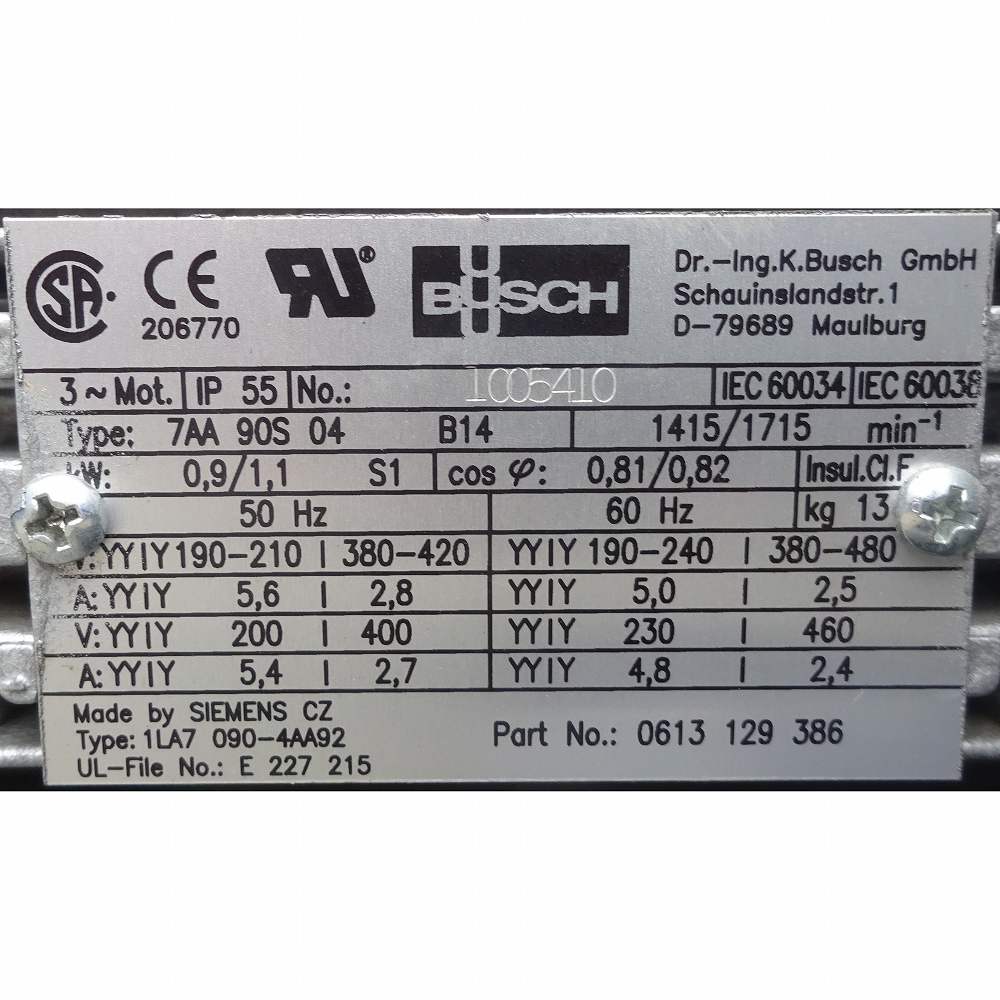 SA CE UR® BUSCH Dr.-Ing.K.Busch GmbH
206770 Schauinslandstr.1
D-79689 Maulburg
3~Mot. IP 55 No.: 1005410 IEC 60034 IEC 60038
Type: 7AA 90S 04 B14 1415/1715 min-1
kW: 0,9/1,1 S1 cos φ: 0,81/0,82 Insul.Cl.F
50 Hz 60 Hz kg 13
V: YY|Y 190-210 | 380-420 YY|Y 190-240 | 380-480
A: YY|Y 5,6 | 2,8 YY|Y 5,0 | 2,5
V: YY|Y 200 | 400 YY|Y 230 | 460
A: YY|Y 5,4 | 2,7 YY|Y 4,8 | 2,4
Made by SIEMENS CZ
Type: 1LA7 090-4AA92 Part No.: 0613 129 386
UL-File No.: E 227 215